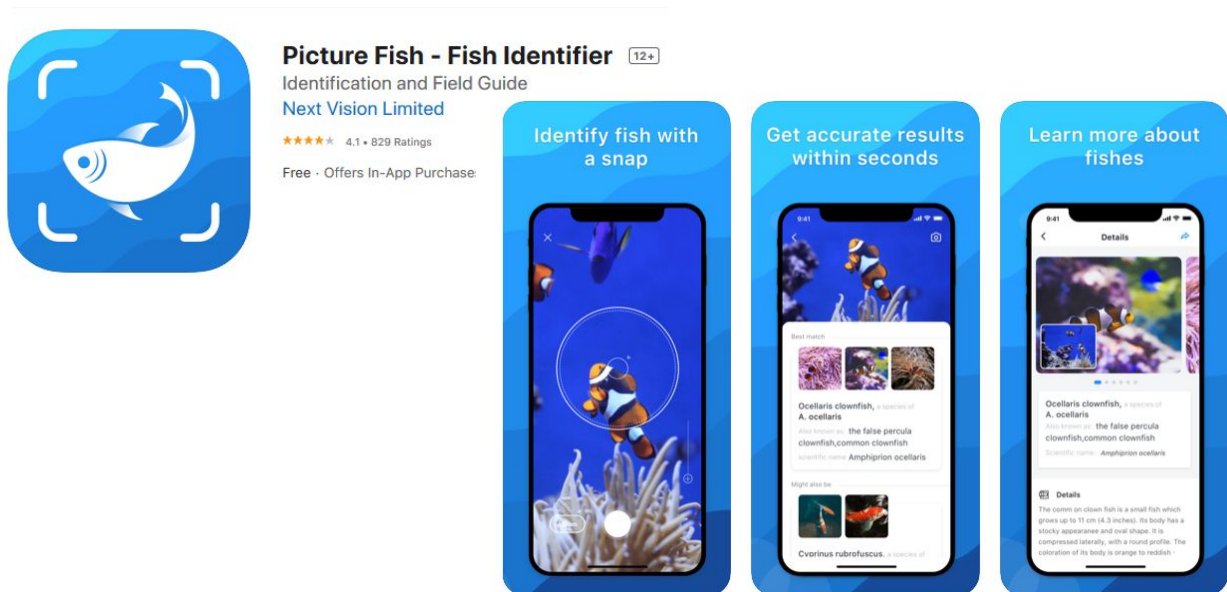 Picture Fish - Fish Identifier 12+
Identification and Field Guide
Next Vision Limited
4.1 • 829 Ratings
Free · Offers In-App Purchase
Identify fish with
a snap
Get accurate results
within seconds
9:41
Best match
Ocellaris clownfish, a species of
A. ocellaris
Also known as: the false percula
clownfish,common clownfish
scientific name: Amphiprion ocellaris
Might also be
Cvorinus rubrofuscus. a species of
Learn more about
fishes
9:41
Details
Ocellaris clownfish, a species of
A. ocellaris
Also known as: the false percula
clownfish,common clownfish
Scientific name: Amphiprion ocellaris
Details
The comm on clown fish is a small fish which
grows up to 11 cm (4.3 inches). Its body has a
stocky appearanee and oval shape. It is
compressed laterally, with a round profile. The
coloration of its body is orange to reddish -